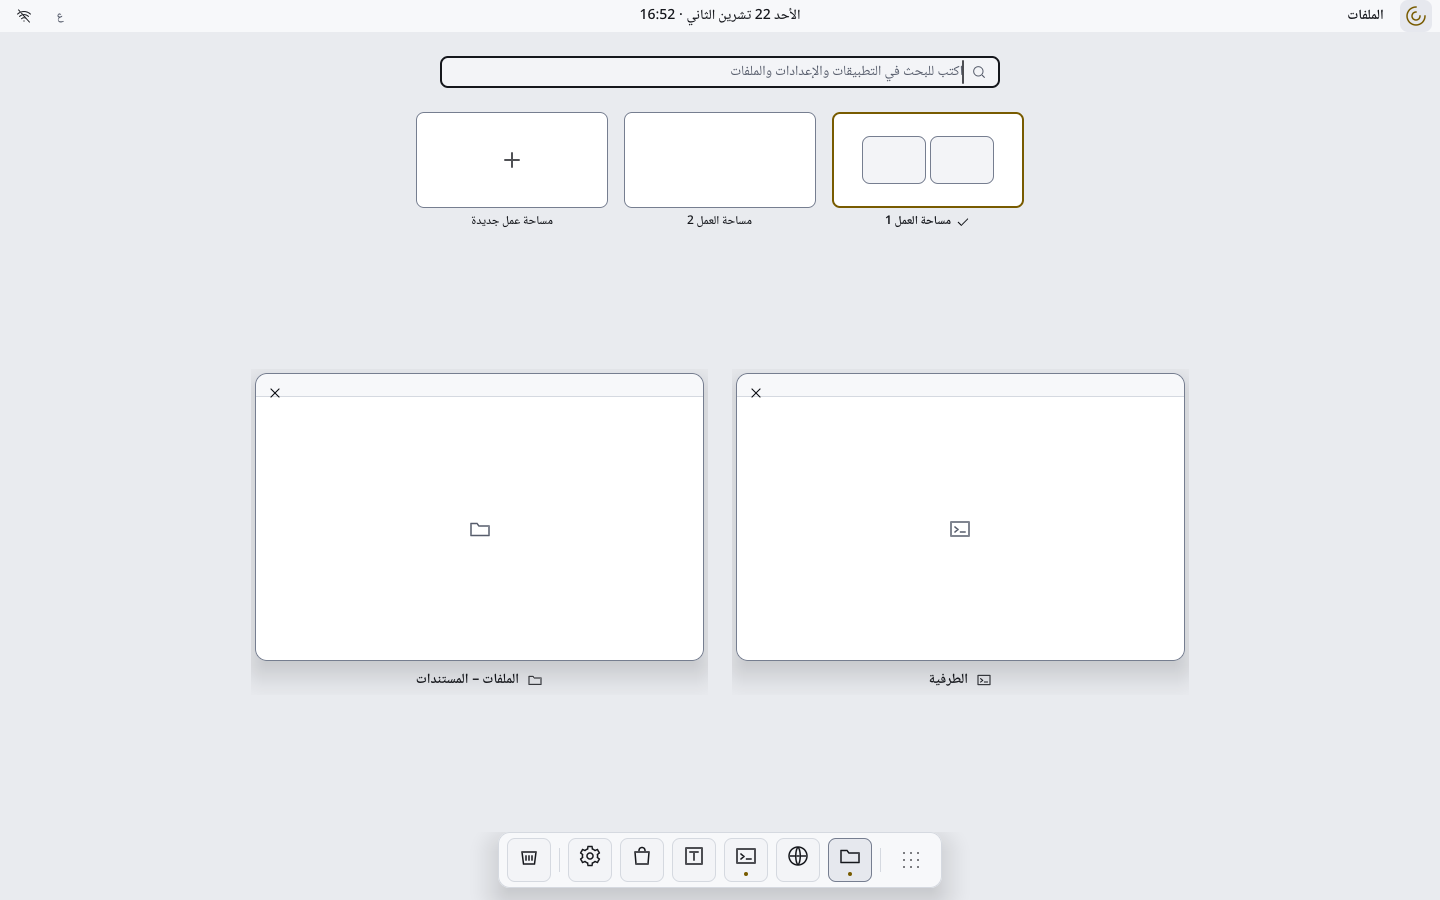 الملفات
الأحد 22 تشرين الثاني · 16:52
ع
اكتب للبحث في التطبيقات والإعدادات والملفات
مساحة العمل 1
مساحة العمل 2
مساحة عمل جديدة
الطرفية
الملفات – المستندات